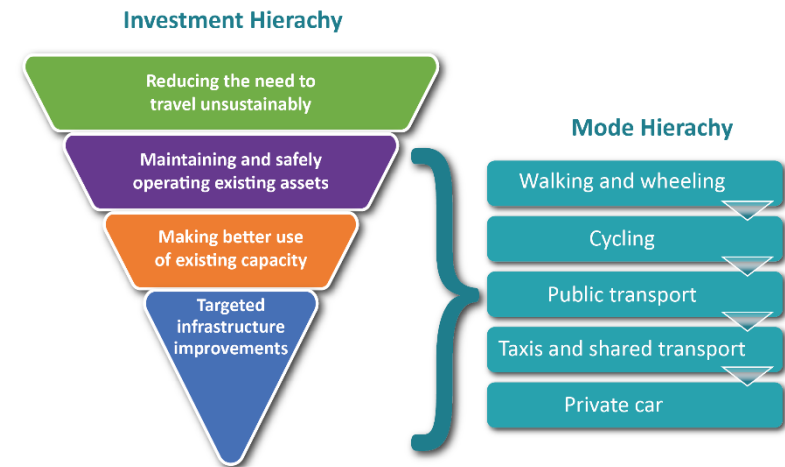 Investment Hierachy
Reducing the need to
travel unsustainably
Maintaining and safely
operating existing assets
Making better use
of existing capacity
Targeted
infrastructure
improvements
Mode Hierachy
Walking and wheeling
Cycling
Public transport
Taxis and shared transport
Private car